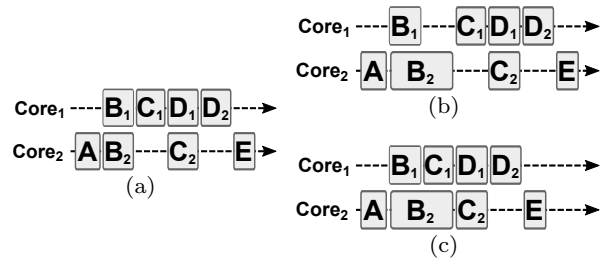 Core₁ B₁ C₁ D₁ D₂
Core₂ A B₂ C₂ E
(a)
Core₁ B₁ C₁ D₁ D₂
Core₂ A B₂ C₂ E
(b)
Core₁ B₁ C₁ D₁ D₂
Core₂ A B₂ C₂ E
(c)